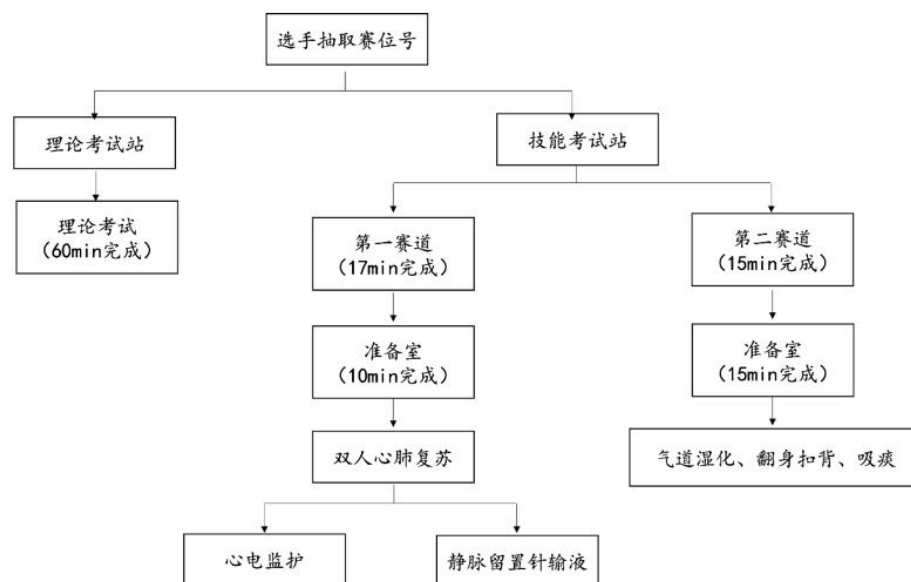 选手抽取赛位号
理论考试站
技能考试站
理论考试
(60min完成)
第一赛道
(17min完成)
第二赛道
(15min完成)
准备室
(10min完成)
准备室
(15min完成)
双人心肺复苏
气道湿化、翻身扣背、吸痰
心电监护
静脉留置针输液